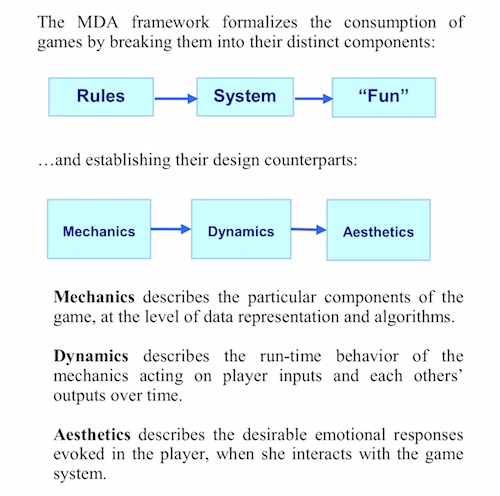 The MDA framework formalizes the consumption of
games by breaking them into their distinct components:
Rules System “Fun”
…and establishing their design counterparts:
Mechanics Dynamics Aesthetics
Mechanics describes the particular components of the
game, at the level of data representation and algorithms.
Dynamics describes the run-time behavior of the
mechanics acting on player inputs and each others’
outputs over time.
Aesthetics describes the desirable emotional responses
evoked in the player, when she interacts with the game
system.